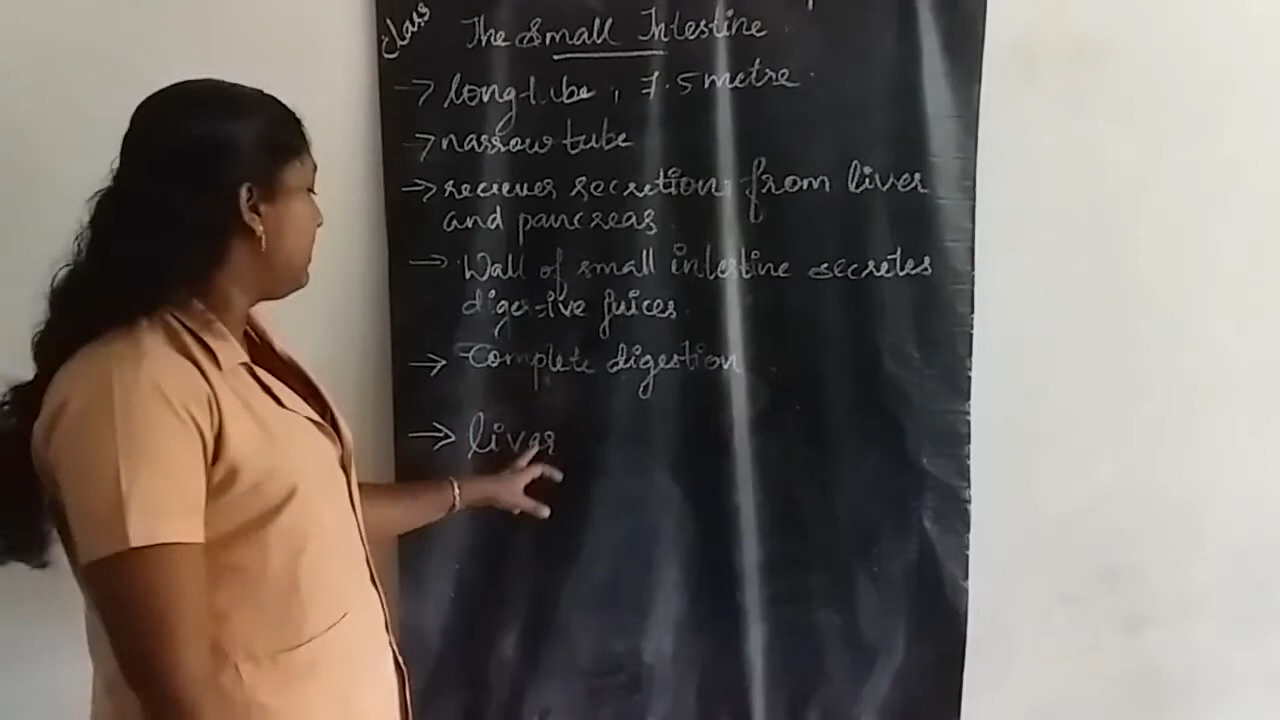 class
The Small Intestine
→ long tube, 7.5 metre.
→ narrow tube
→ reciever secretion from liver
and pancreas.
→ Wall of small intestine secretes
digestive juices.
→ Complete digestion
→ liver